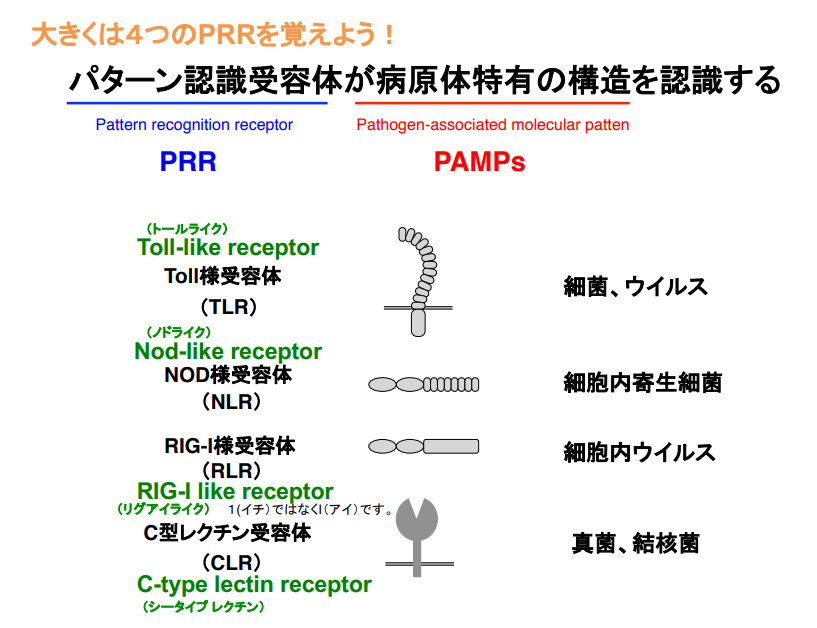 大きくは４つのPRRを覚えよう！
パターン認識受容体が病原体特有の構造を認識する
Pattern recognition receptor
Pathogen-associated molecular patten
PRR
PAMPs
（トールライク）
Toll-like receptor
Toll様受容体
（TLR）
細菌、ウイルス
（ノドライク）
Nod-like receptor
NOD様受容体
（NLR）
細胞内寄生細菌
RIG-I様受容体
（RLR）
細胞内ウイルス
RIG-I like receptor
（リグアイライク） １(イチ）ではなくI（アイ）です。
C型レクチン受容体
（CLR）
真菌、結核菌
C-type lectin receptor
（シータイプ レクチン）